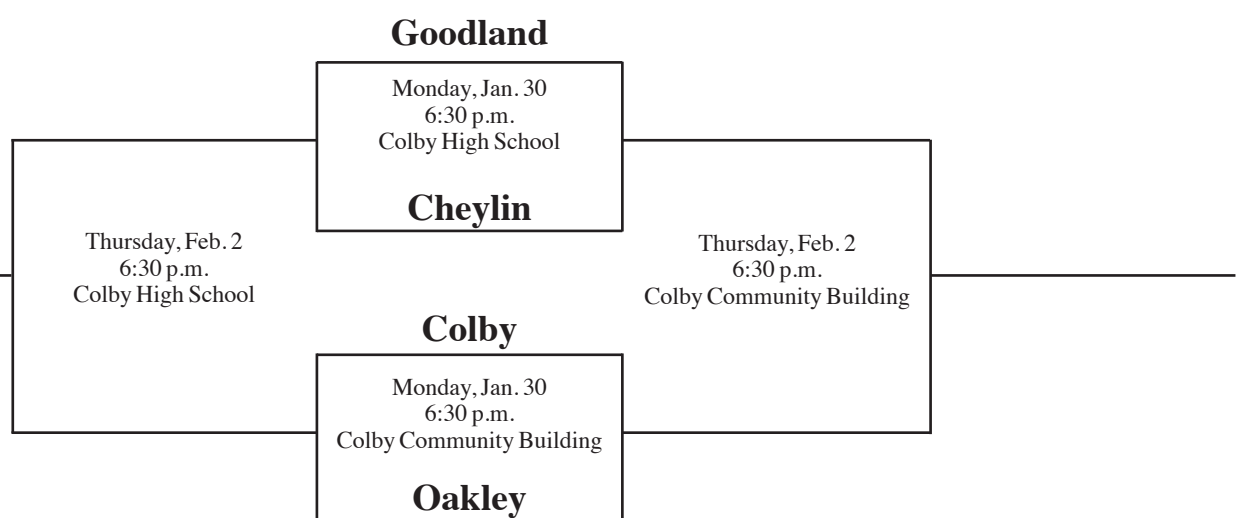 Goodland
Monday, Jan. 30
6:30 p.m.
Colby High School
Cheylin
Thursday, Feb. 2
6:30 p.m.
Colby High School
Thursday, Feb. 2
6:30 p.m.
Colby Community Building
Colby
Monday, Jan. 30
6:30 p.m.
Colby Community Building
Oakley